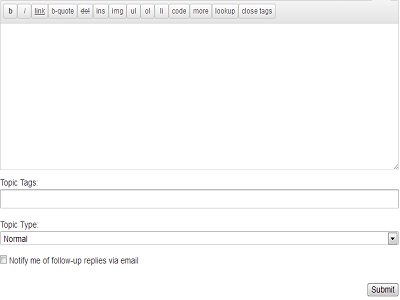 b i link b-quote del ins img ul ol li code more lookup close tags
Topic Tags:
Topic Type:
Normal
Notify me of follow-up replies via email
Submit